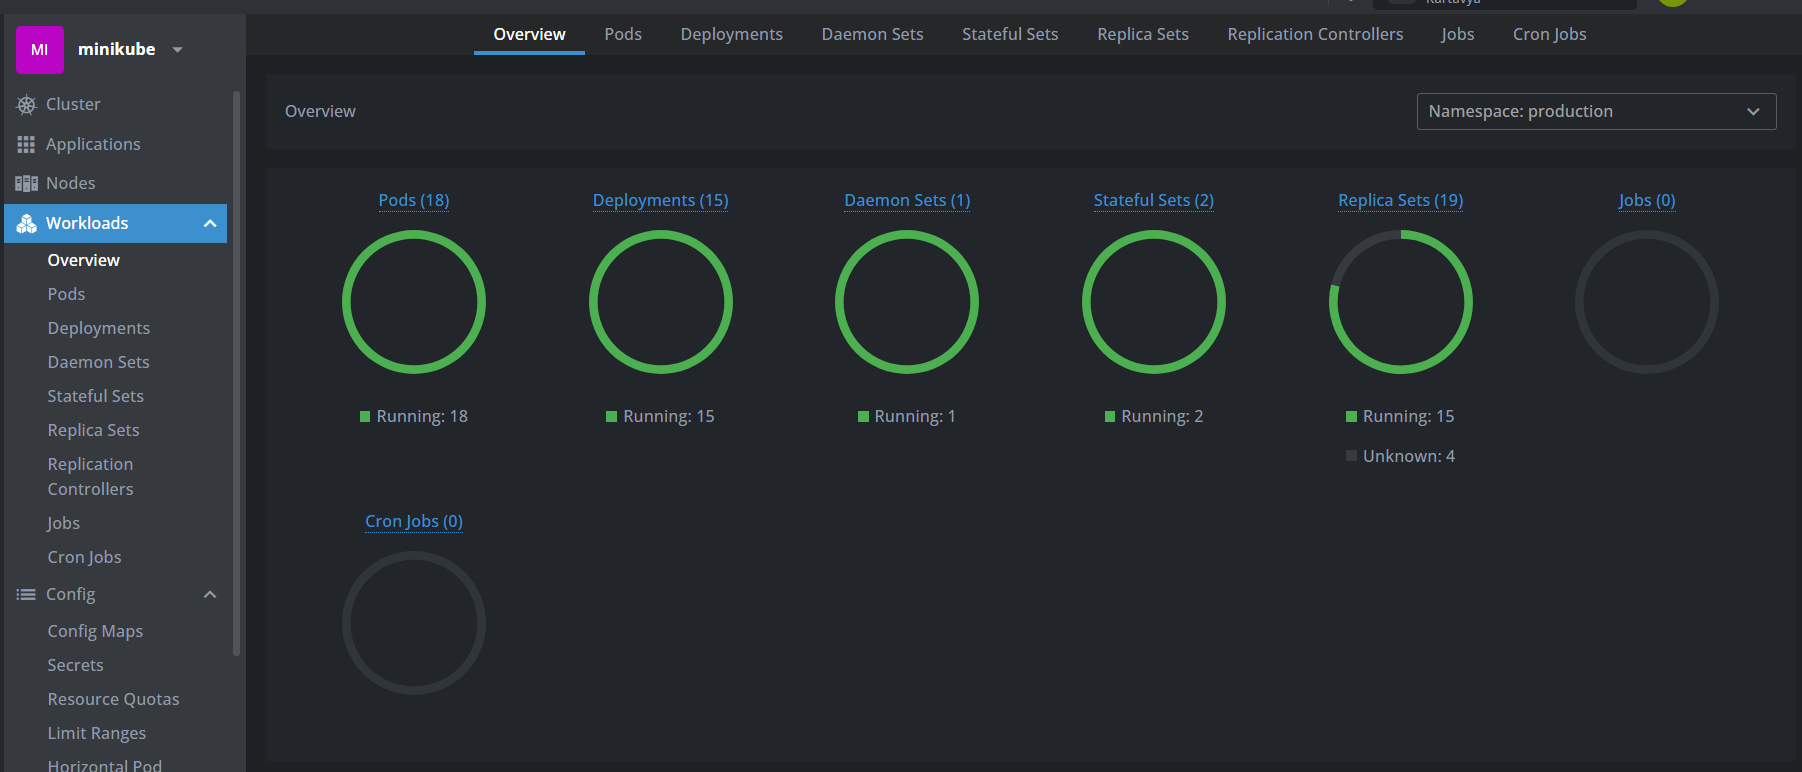 Kartavya
MI
minikube
Cluster
Applications
Nodes
Workloads
Overview
Pods
Deployments
Daemon Sets
Stateful Sets
Replica Sets
Replication
Controllers
Jobs
Cron Jobs
Config
Config Maps
Secrets
Resource Quotas
Limit Ranges
Horizontal Pod
Overview Pods Deployments Daemon Sets Stateful Sets Replica Sets Replication Controllers Jobs Cron Jobs
Overview
Namespace: production
Pods (18) Deployments (15) Daemon Sets (1) Stateful Sets (2) Replica Sets (19) Jobs (0)
Running: 18 Running: 15 Running: 1 Running: 2 Running: 15
Unknown: 4
Cron Jobs (0)